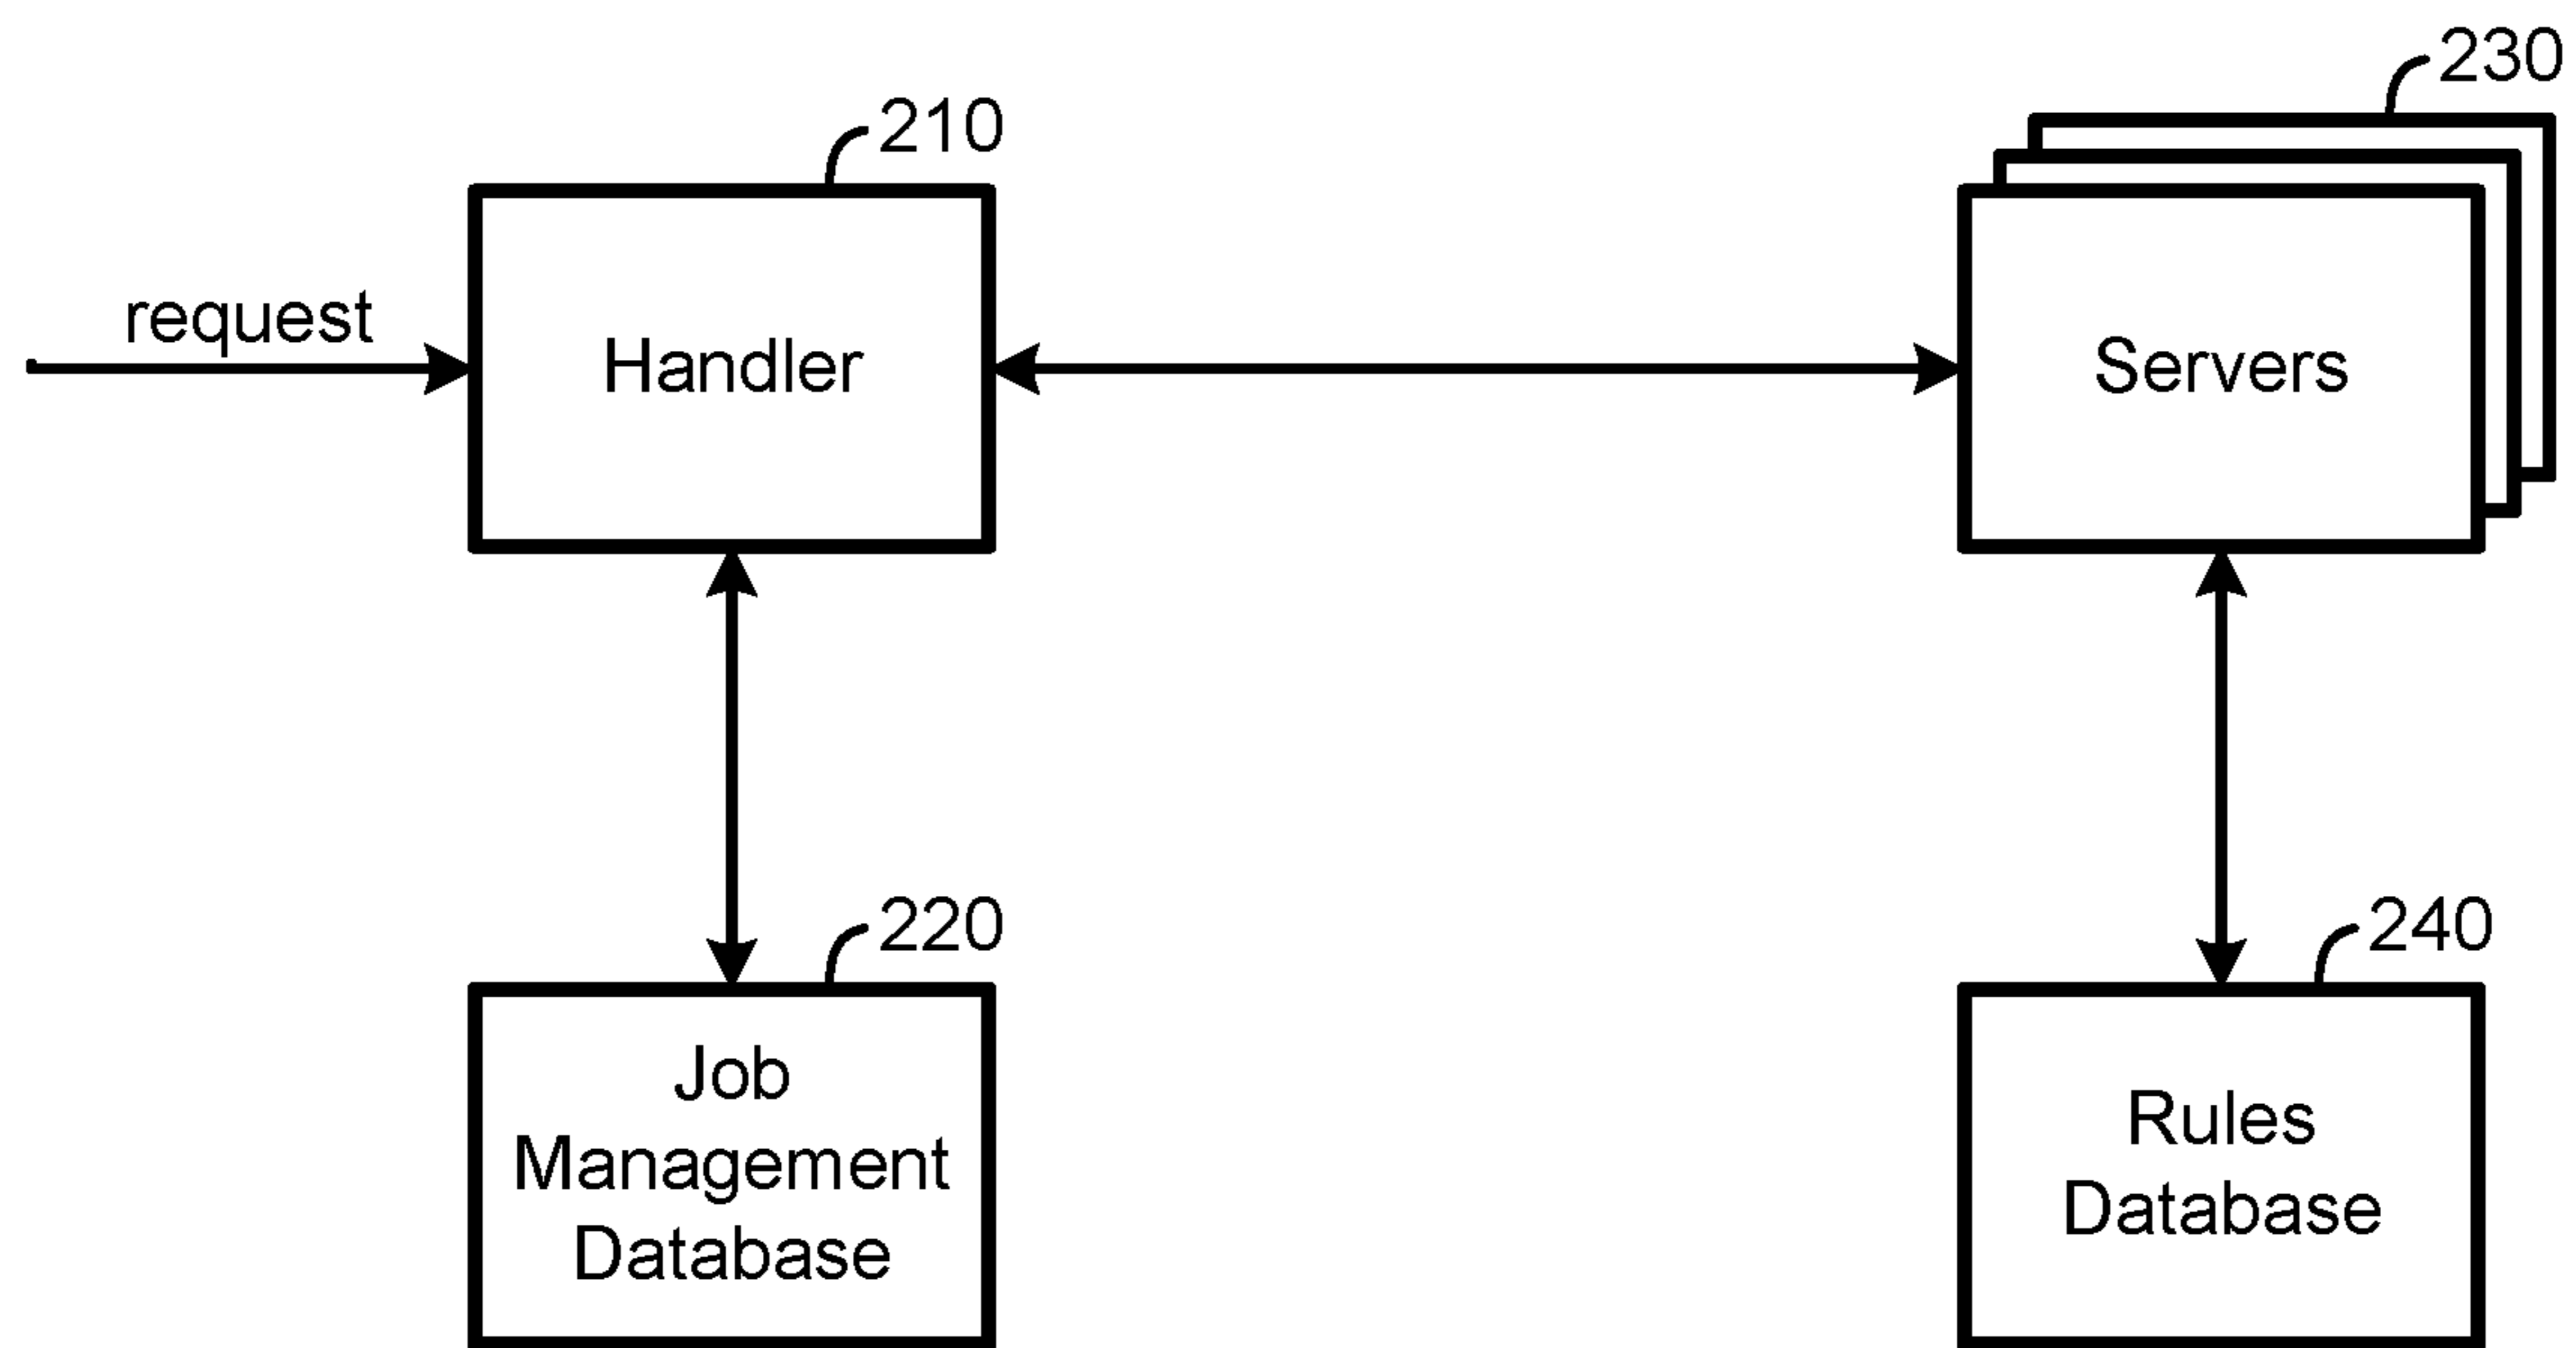 230
210
request
Handler
Servers
220
240
Job
Management
Database
Rules
Database